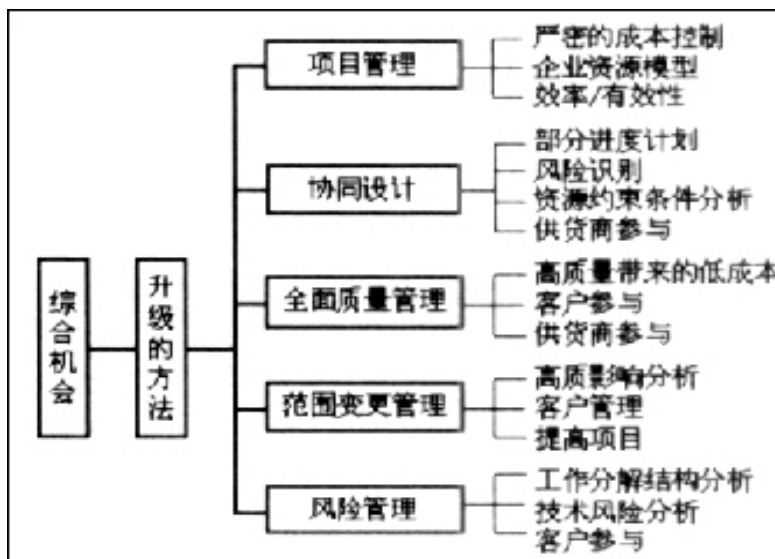 综合机会
升级的方法
项目管理
严密的成本控制
企业资源模型
效率/有效性
协同设计
部分进度计划
风险识别
资源约束条件分析
供货商参与
全面质量管理
高质量带来的低成本
客户参与
供货商参与
范围变更管理
高质影响分析
客户管理
提高项目
风险管理
工作分解结构分析
技术风险分析
客户参与